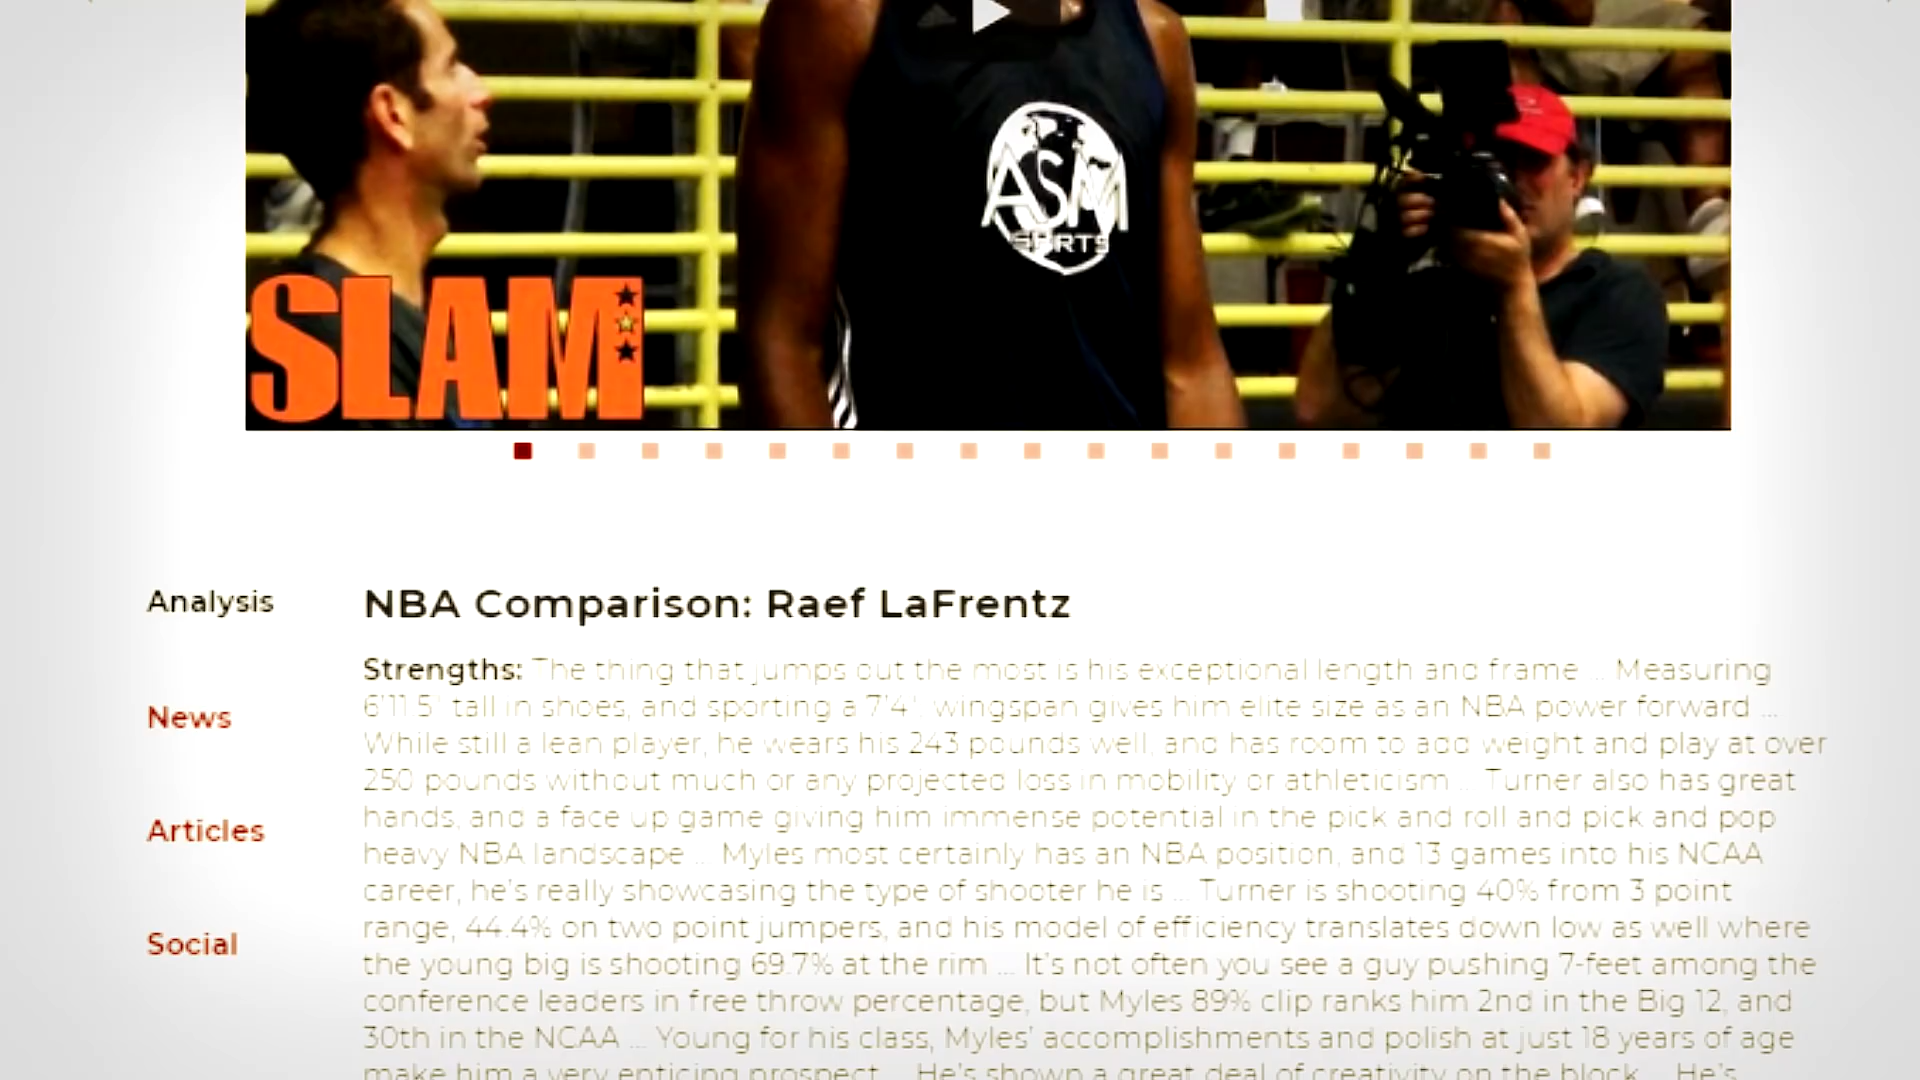 ASM
SPORTS
SLAM
Analysis
NBA Comparison: Raef LaFrentz
Strengths: The thing that jumps out the most is his exceptional length and frame ... Measuring
6'11.5" tall in shoes, and sporting a 7'4", wingspan gives him elite size as an NBA power forward ...
News
While still a lean player, he wears his 243 pounds well, and has room to add weight and play at over
250 pounds without much or any projected loss in mobility or athleticism ... Turner also has great
Articles
hands, and a face up game giving him immense potential in the pick and roll and pick and pop
heavy NBA landscape ... Myles most certainly has an NBA position, and 13 games into his NCAA
career, he's really showcasing the type of shooter he is ... Turner is shooting 40% from 3 point
range, 44.4% on two point jumpers, and his model of efficiency translates down low as well where
Social
the young big is shooting 69.7% at the rim ... It's not often you see a guy pushing 7-feet among the
conference leaders in free throw percentage, but Myles 89% clip ranks him 2nd in the Big 12, and
30th in the NCAA ... Young for his class, Myles' accomplishments and polish at just 18 years of age
make him a very enticing prospect ... He's shown a great deal of creativity on the block ... He's